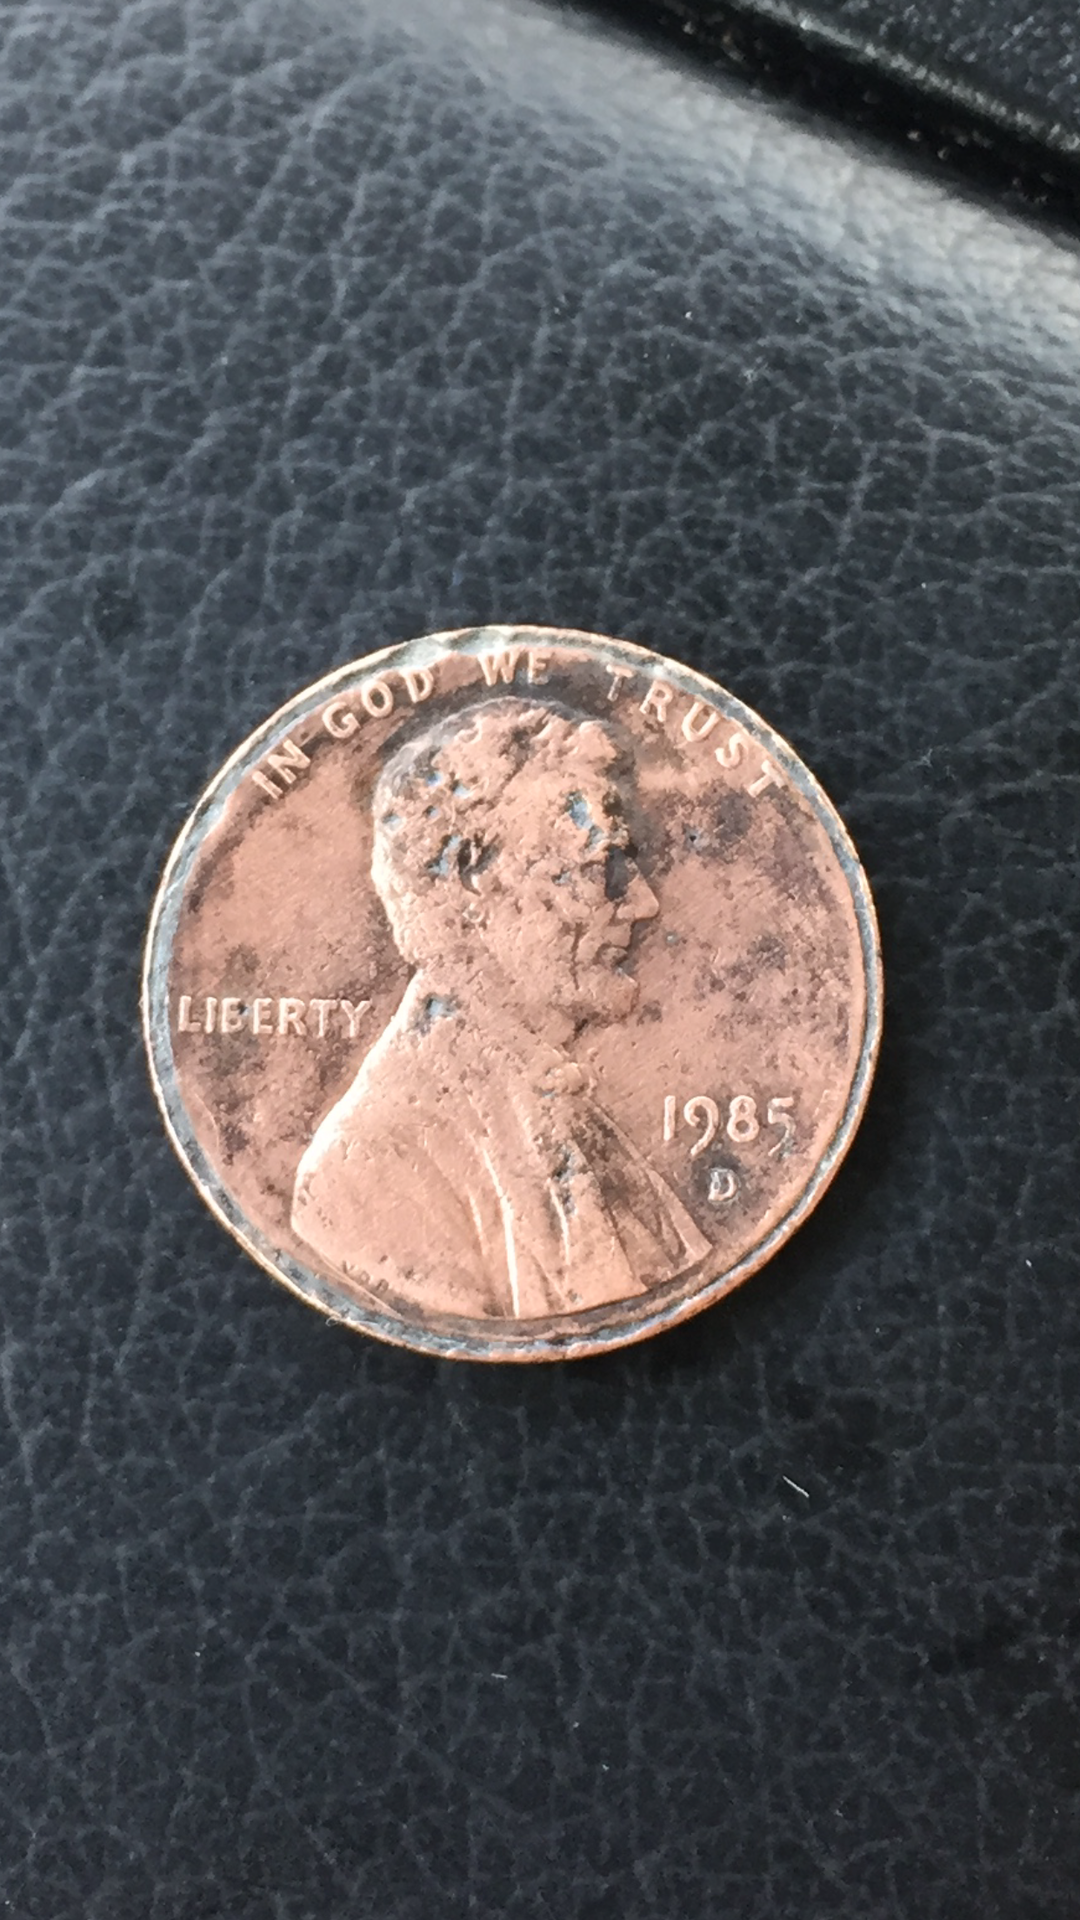 IN GOD WE TRUST
LIBERTY
1985
D